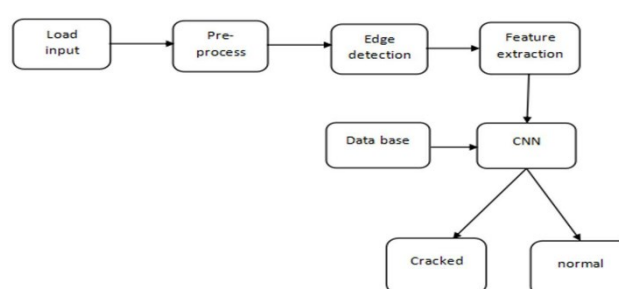 Load
input
Pre-
process
Edge
detection
Feature
extraction
Data base
CNN
Cracked
normal